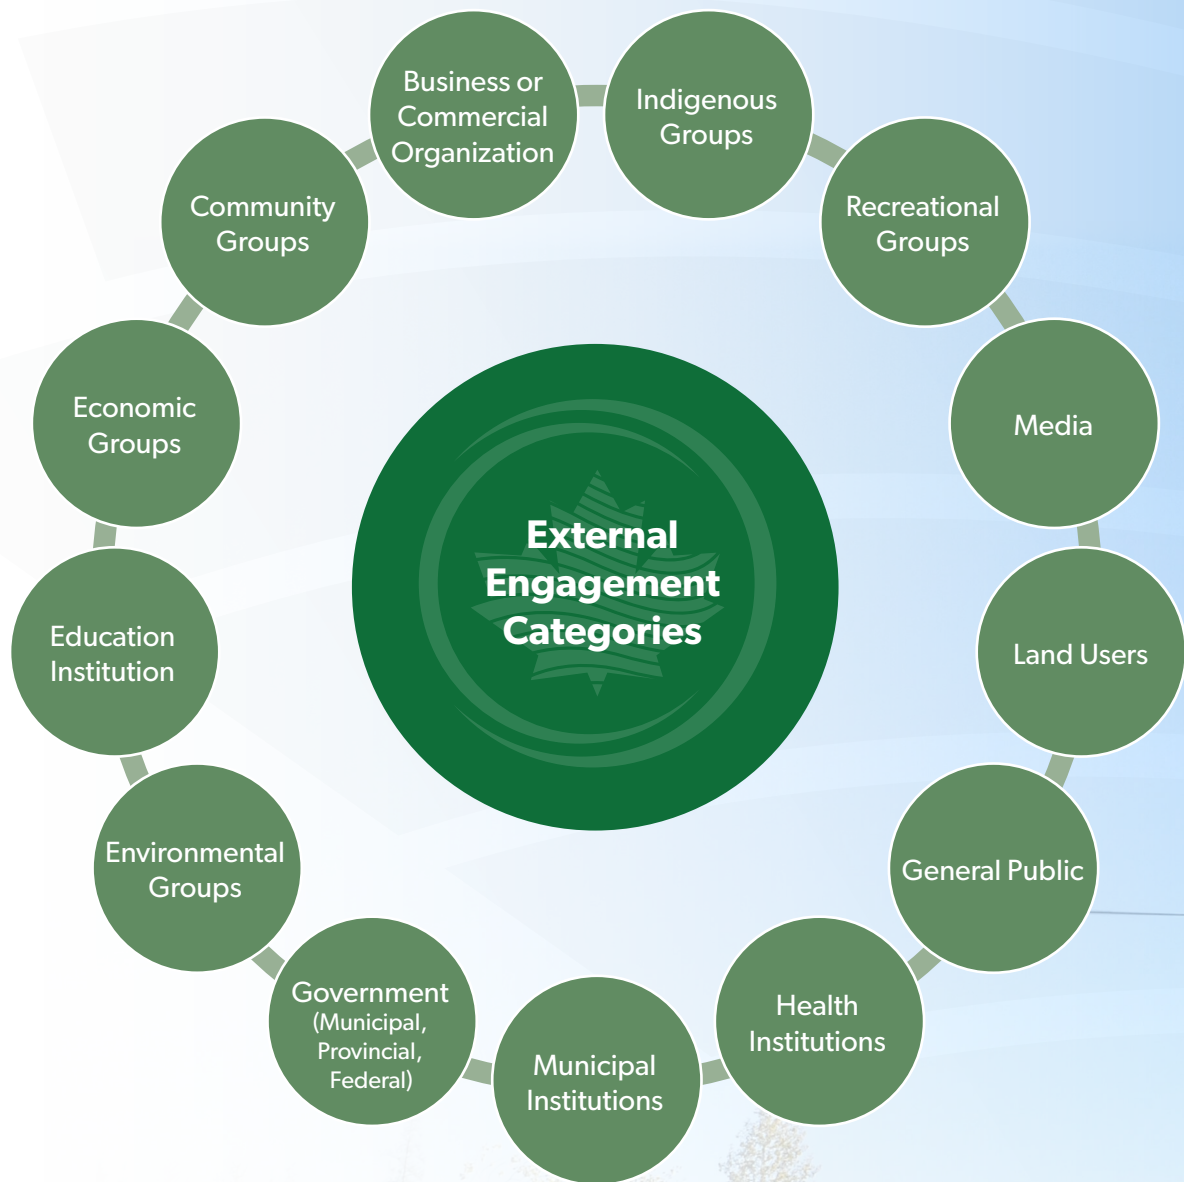 Business or
Commercial
Organization
Indigenous
Groups
Recreational
Groups
Media
Land Users
General Public
Health
Institutions
Municipal
Institutions
Government
(Municipal,
Provincial,
Federal)
Environmental
Groups
Education
Institution
Economic
Groups
Community
Groups
External
Engagement
Categories